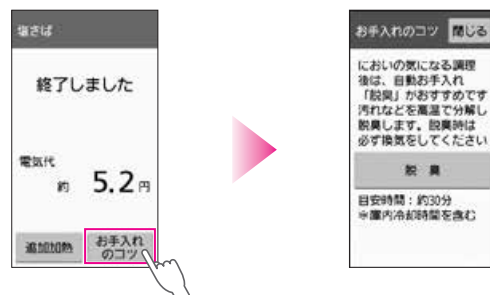 塩さば
終了しました
電気代
約 5.2円
追加加熱
お手入れ
のコツ
お手入れのコツ 閉じる
においの気になる調理
後は、自動お手入れ
「脱臭」がおすすめです
汚れなどを高温で分解し
脱臭します。脱臭時は
必ず換気をしてください
脱 臭
目安時間：約30分
※庫内冷却時間を含む